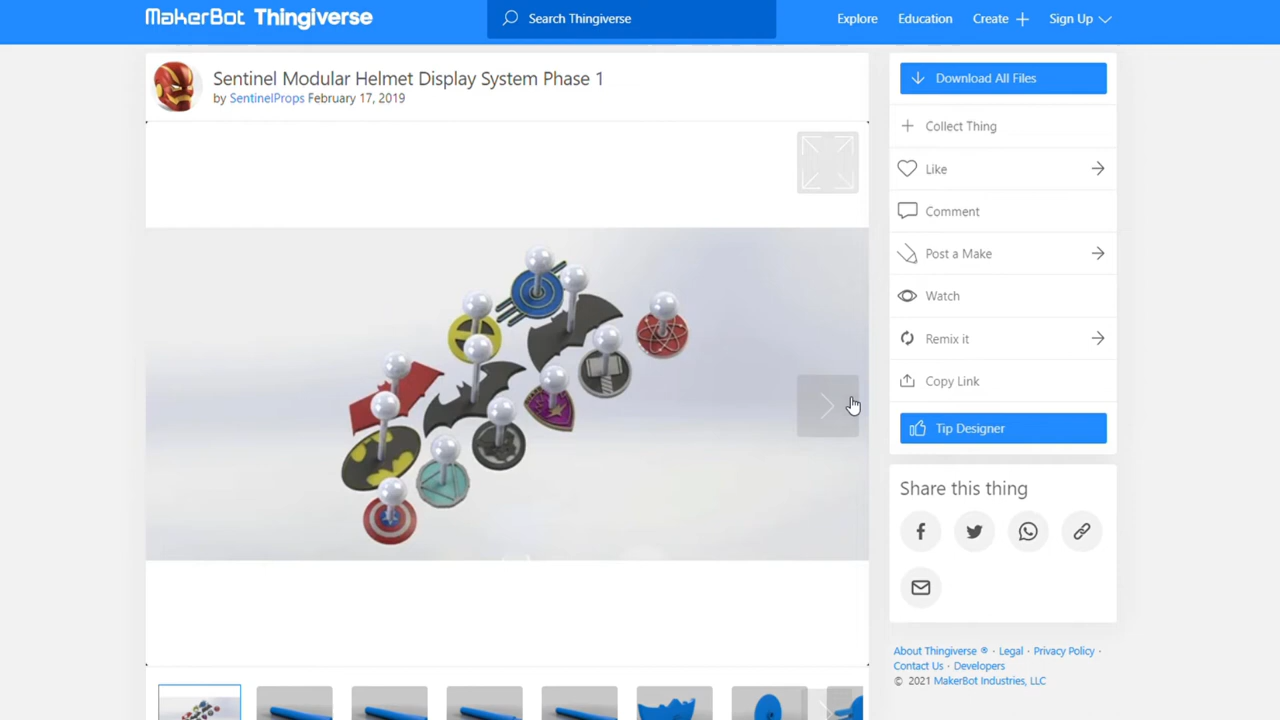 MakerBot Thingiverse
Search Thingiverse
Explore
Education
Create
Sign Up
Sentinel Modular Helmet Display System Phase 1
by SentinelProps February 17, 2019
Download All Files
Collect Thing
Like
Comment
Post a Make
Watch
Remix it
Copy Link
Tip Designer
Share this thing
About Thingiverse ® · Legal · Privacy Policy ·
Contact Us · Developers
© 2021 MakerBot Industries, LLC